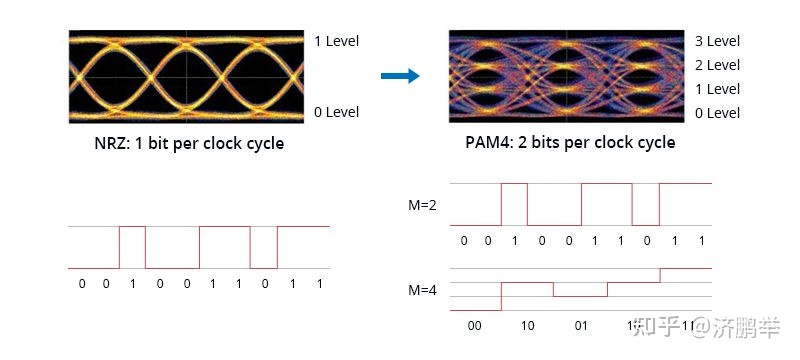 1 Level
0 Level
NRZ: 1 bit per clock cycle
3 Level
2 Level
1 Level
0 Level
PAM4: 2 bits per clock cycle
0 0 1 0 0 1 1 0 1 1
M=2
0 0 1 0 0 1 1 0 1 1
M=4
00 10 01 11
知乎 @济鹏举